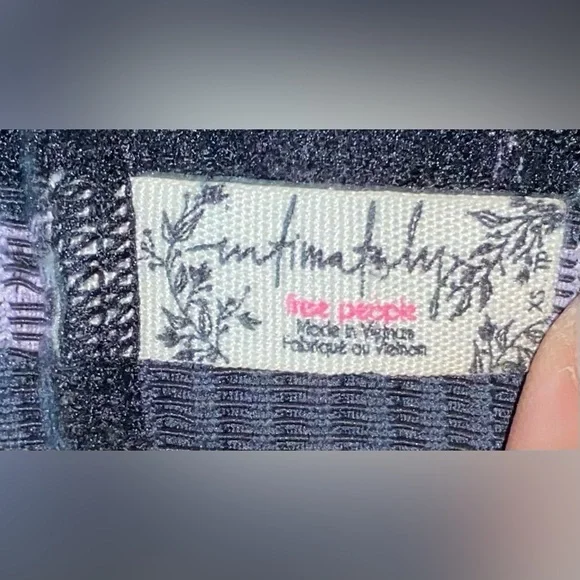 intimately
free people
Made in Vietnam
Fabriqué au Vietnam